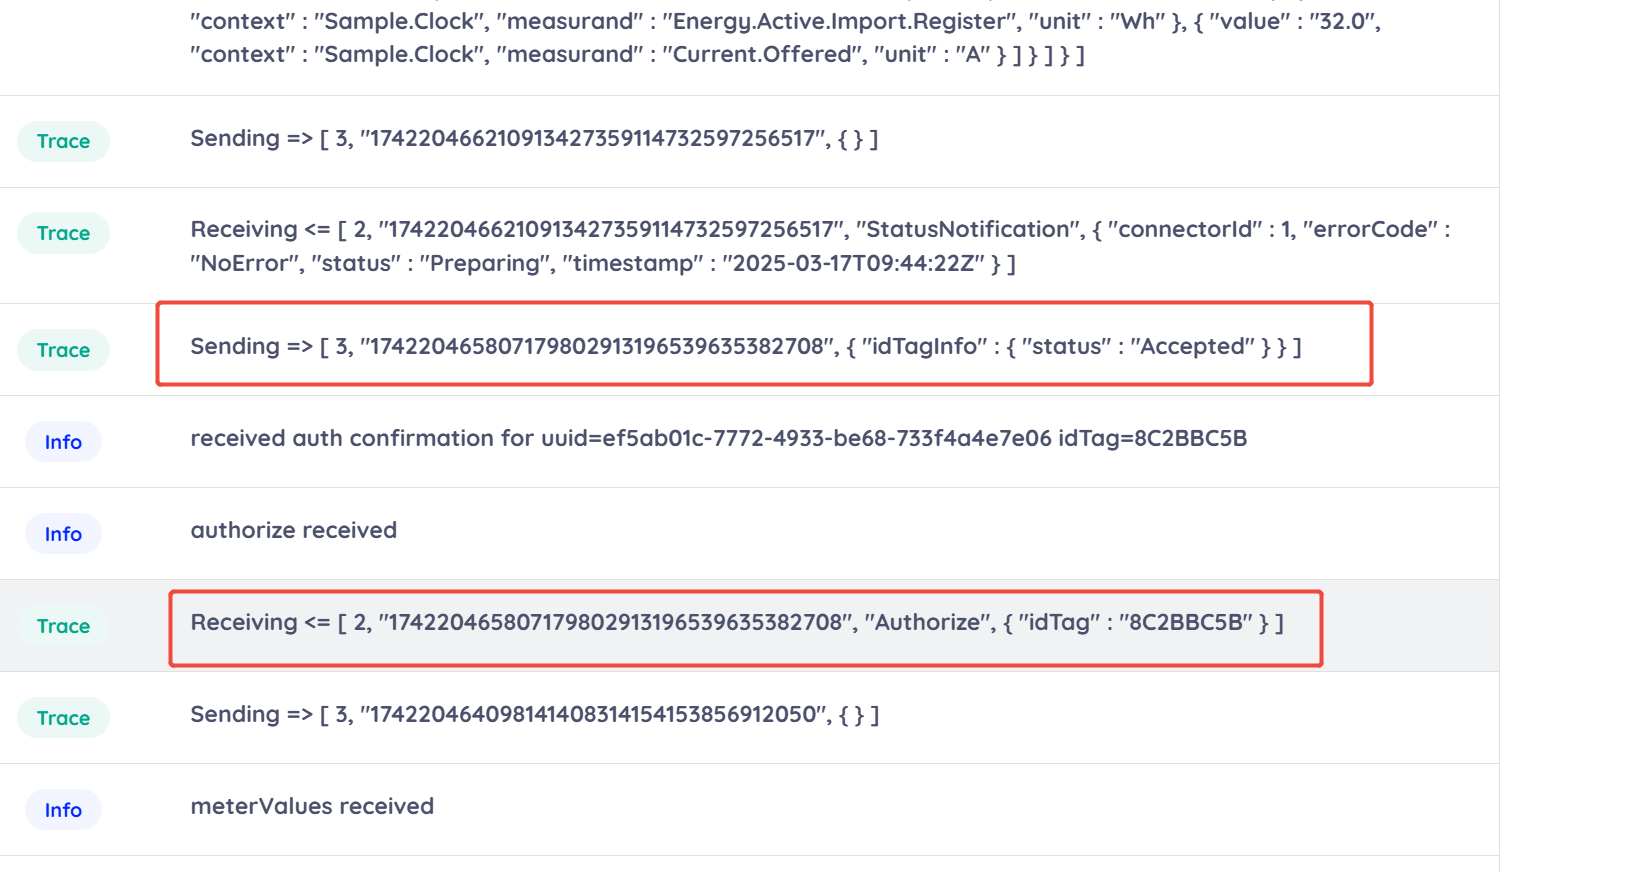 "context" : "Sample.Clock", "measurand" : "Energy.Active.Import.Register", "unit" : "Wh" }, { "value" : "32.0",
"context" : "Sample.Clock", "measurand" : "Current.Offered", "unit" : "A" } ] } ] } ]
Trace
Sending => [ 3, "174220466210913427359114732597256517", { } ]
Trace
Receiving <= [ 2, "174220466210913427359114732597256517", "StatusNotification", { "connectorId" : 1, "errorCode" :
"NoError", "status" : "Preparing", "timestamp" : "2025-03-17T09:44:22Z" } ]
Trace
Sending => [ 3, "174220465807179802913196539635382708", { "idTagInfo" : { "status" : "Accepted" } } ]
Info
received auth confirmation for uuid=ef5ab01c-7772-4933-be68-733f4a4e7e06 idTag=8C2BBC5B
Info
authorize received
Trace
Receiving <= [ 2, "174220465807179802913196539635382708", "Authorize", { "idTag" : "8C2BBC5B" } ]
Trace
Sending => [ 3, "174220464098141408314154153856912050", { } ]
Info
meterValues received